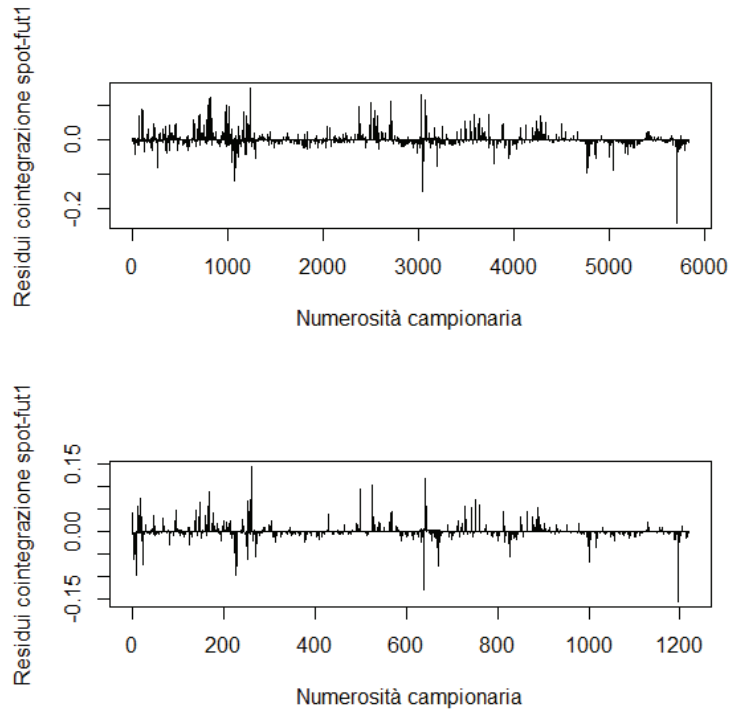 Residui cointegrazione spot-fut1
0.0
-0.2
0 1000 2000 3000 4000 5000 6000
Numerosità campionaria
Residui cointegrazione spot-fut1
0.15
0.00
-0.15
0 200 400 600 800 1000 1200
Numerosità campionaria